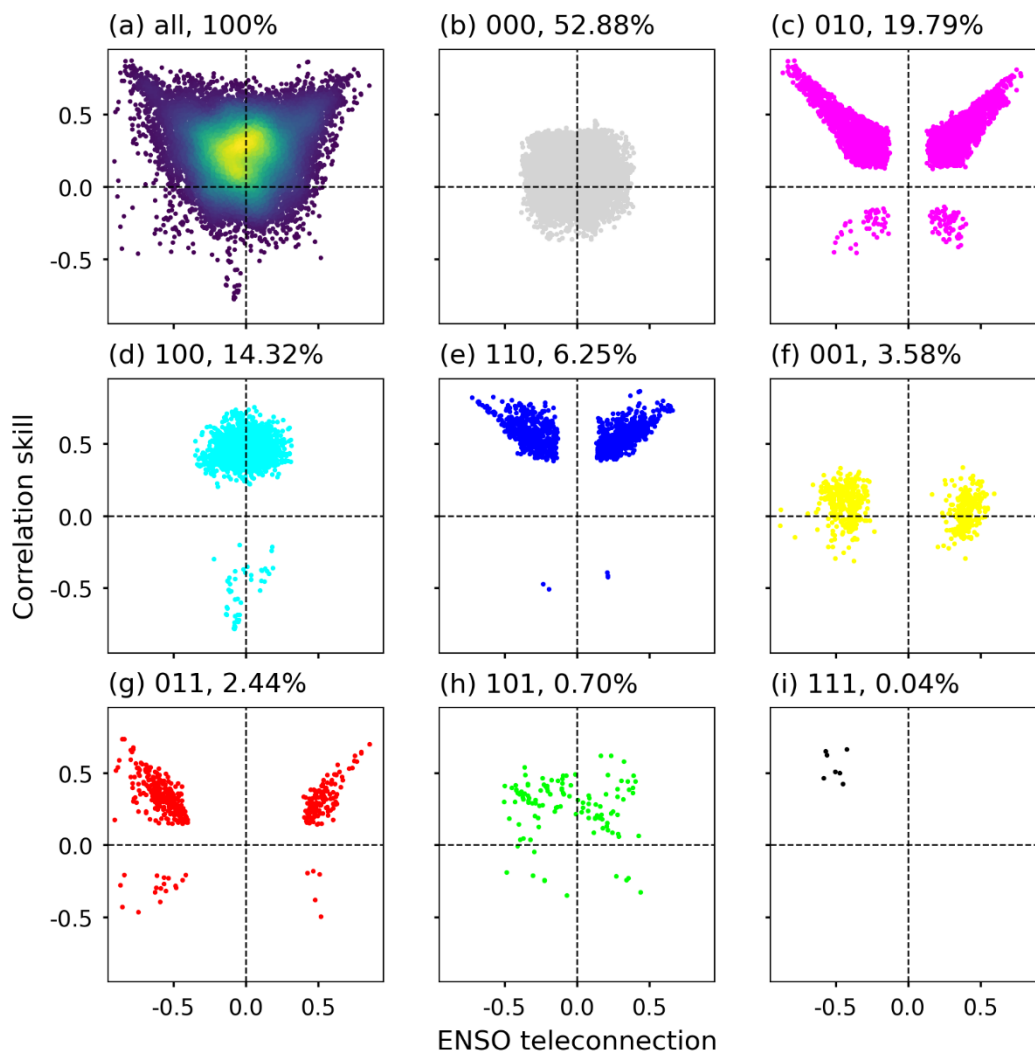 (a) all, 100%
(b) 000, 52.88%
(c) 010, 19.79%
0.5
0.0
-0.5
(d) 100, 14.32%
(e) 110, 6.25%
(f) 001, 3.58%
Correlation skill
0.5
0.0
-0.5
(g) 011, 2.44%
(h) 101, 0.70%
(i) 111, 0.04%
0.5
0.0
-0.5
-0.5 0.0 0.5
-0.5 0.0 0.5
-0.5 0.0 0.5
ENSO teleconnection